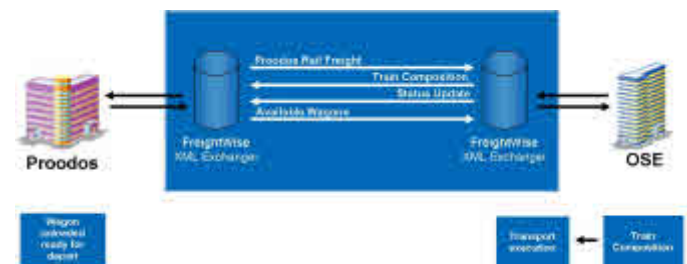 Proodos Rail Freight
Train Composition
Status Update
Available Wagons
FreightWise
XML Exchanger
FreightWise
XML Exchanger
Proodos
OSE
Wagon
unloaded
ready for
depart
Transport
execution
Train
Composition